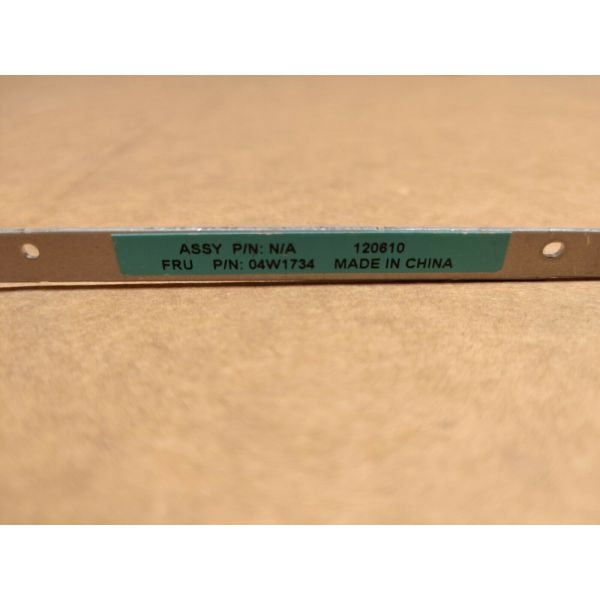 ASSY P/N: N/A 120610
FRU P/N: 04W1734 MADE IN CHINA